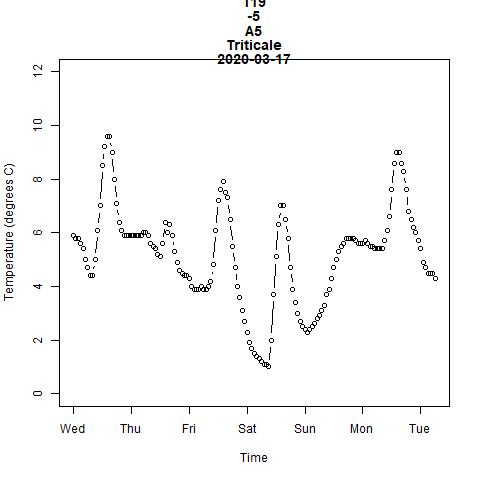 T19
-5
A5
Triticale
2020-03-17
Temperature (degrees C)
12
10
8
6
4
2
0
Wed Thu Fri Sat Sun Mon Tue
Time